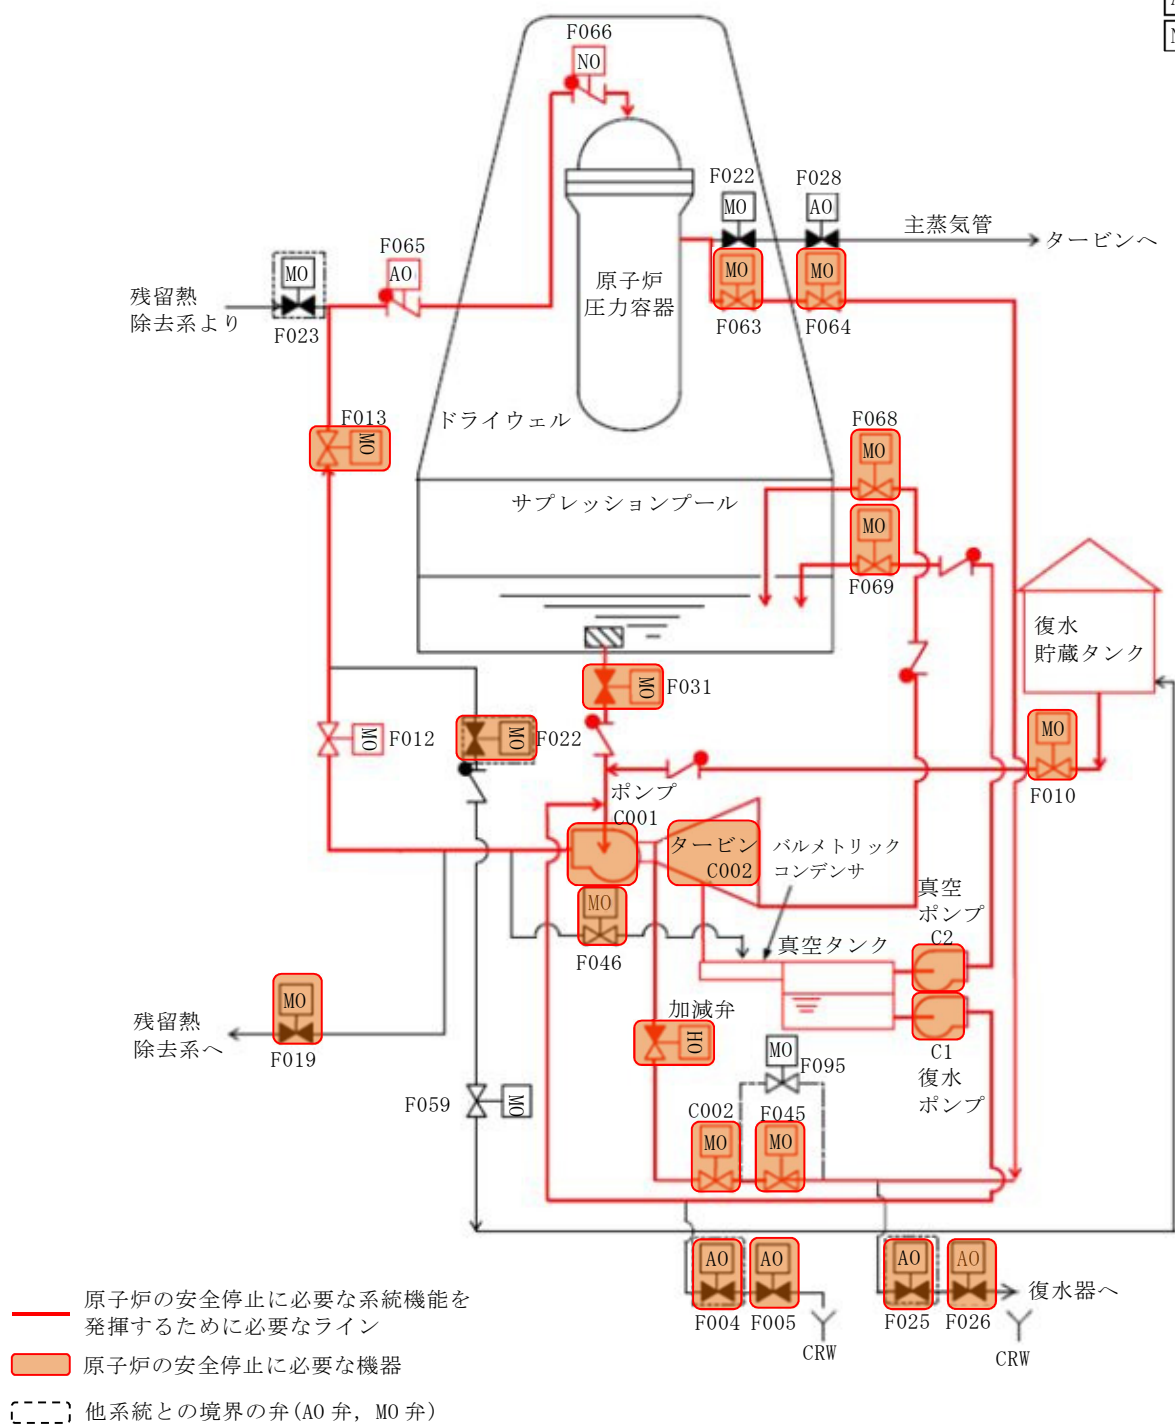 F066
NO
F022
MO
F028
AO
主蒸気管
タービンへ
F065
AO
MO
残留熱
除去系より
F023
原子炉
圧力容器
MO
F063
MO
F064
ドライウェル
F013
MO
F068
MO
サプレッションプール
MO
F069
復水
貯蔵タンク
MO
F031
MO
F012
MO
F022
MO
F010
ポンプ
C001
タービン
C002
バルメトリック
コンデンサ
MO
F046
真空
ポンプ
C2
真空タンク
残留熱
除去系へ
MO
F019
加減弁
HO
C1
復水
ポンプ
MO
F095
F059
MO
C002
MO
F045
MO
AO
F004
AO
F005
CRW
AO
F025
AO
F026
復水器へ
CRW
原子炉の安全停止に必要な系統機能を
発揮するために必要なライン
原子炉の安全停止に必要な機器
他系統との境界の弁(AO 弁, MO 弁)